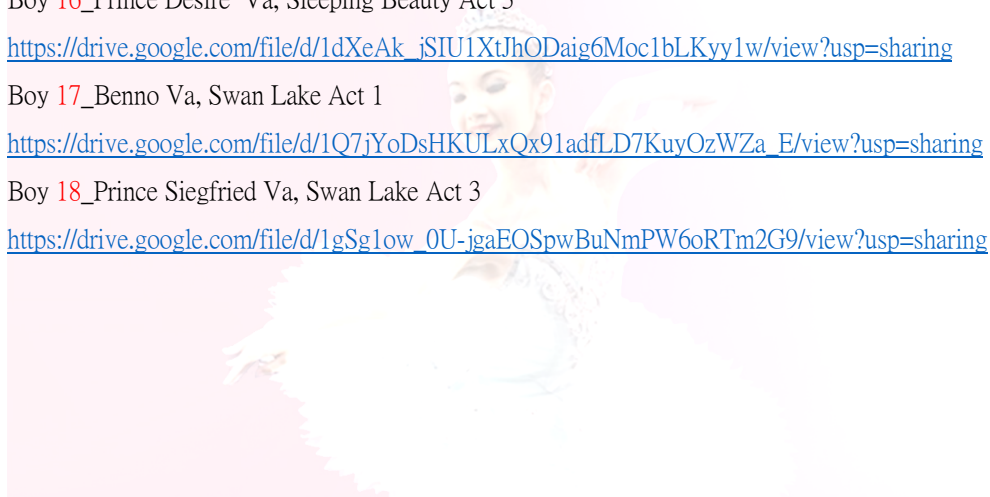 Boy 16_Prince Desire' Va, Sleeping Beauty Act 3
https://drive.google.com/file/d/1dXeAk_jSIU1XtJhODaig6Moc1bLKyy1w/view?usp=sharing
Boy 17_Benno Va, Swan Lake Act 1
https://drive.google.com/file/d/1Q7jYoDsHKULxQx91adfLD7KuyOzWZa_E/view?usp=sharing
Boy 18_Prince Siegfried Va, Swan Lake Act 3
https://drive.google.com/file/d/1gSg1ow_0U-jgaEOSpwBuNmPW6oRTm2G9/view?usp=sharing